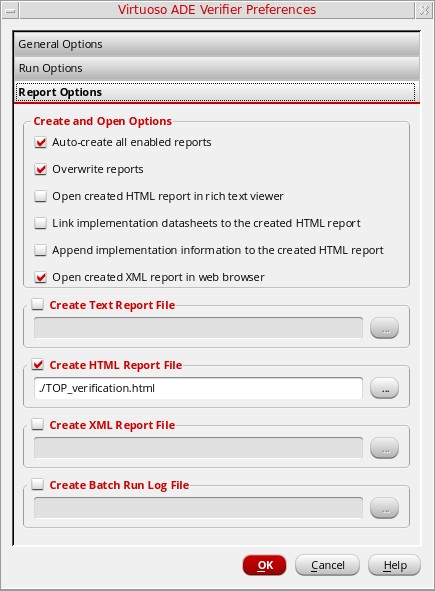 Virtuoso ADE Verifier Preferences
General Options
Run Options
Report Options
Create and Open Options
Auto-create all enabled reports
Overwrite reports
Open created HTML report in rich text viewer
Link implementation datasheets to the created HTML report
Append implementation information to the created HTML report
Open created XML report in web browser
Create Text Report File
...
Create HTML Report File
./TOP_verification.html
...
Create XML Report File
...
Create Batch Run Log File
...
OK Cancel Help